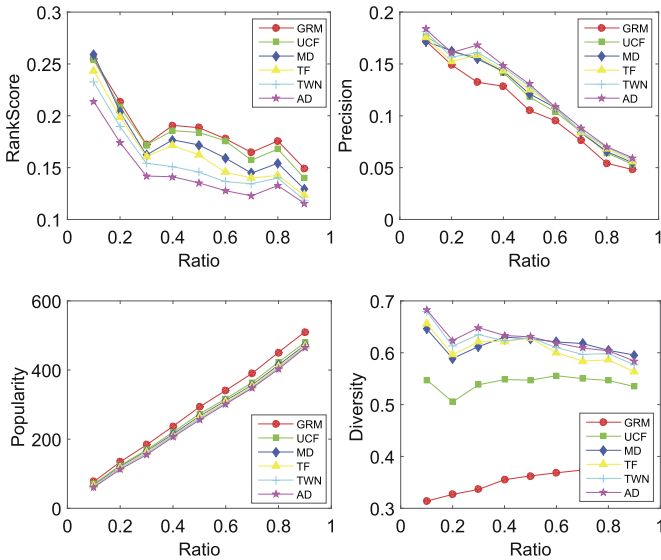 0.25
0.2
0.15
0.1
RankScore
0 0.2 0.4 0.6 0.8 1
Ratio
GRM
UCF
MD
TF
TWN
AD
0.2
0.15
0.1
0.05
0
Precision
0 0.2 0.4 0.6 0.8 1
Ratio
GRM
UCF
MD
TF
TWN
AD
600
400
200
0
Popularity
0 0.2 0.4 0.6 0.8 1
Ratio
GRM
UCF
MD
TF
TWN
AD
0.7
0.6
0.5
0.4
0.3
Diversity
0 0.2 0.4 0.6 0.8 1
Ratio
GRM
UCF
MD
TF
TWN
AD